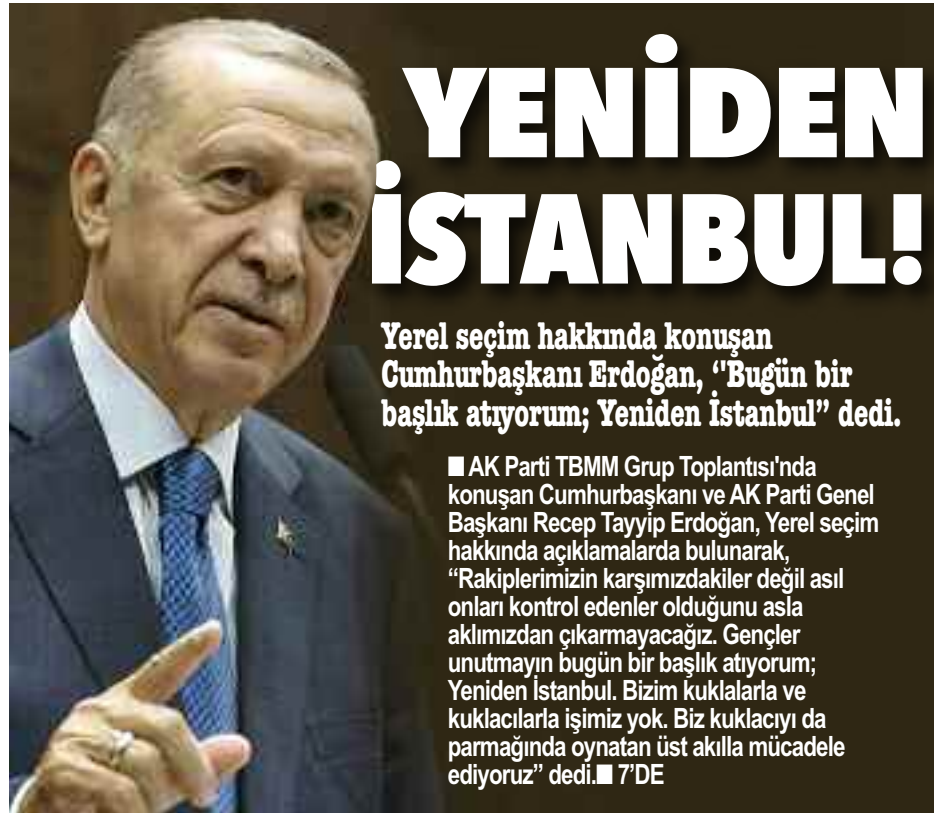 YENİDEN
İSTANBUL!
Yerel seçim hakkında konuşan
Cumhurbaşkanı Erdoğan, ‘'Bugün bir
başlık atıyorum; Yeniden İstanbul” dedi.
■ AK Parti TBMM Grup Toplantısı'nda
konuşan Cumhurbaşkanı ve AK Parti Genel
Başkanı Recep Tayyip Erdoğan, Yerel seçim
hakkında açıklamalarda bulunarak,
“Rakiplerimizin karşımızdakiler değil asıl
onları kontrol edenler olduğunu asla
aklımızdan çıkarmayacağız. Gençler
unutmayın bugün bir başlık atıyorum;
Yeniden İstanbul. Bizim kuklalarla ve
kuklacılarla işimiz yok. Biz kuklacıyı da
parmağında oynatan üst akılla mücadele
ediyoruz” dedi.■ 7’DE